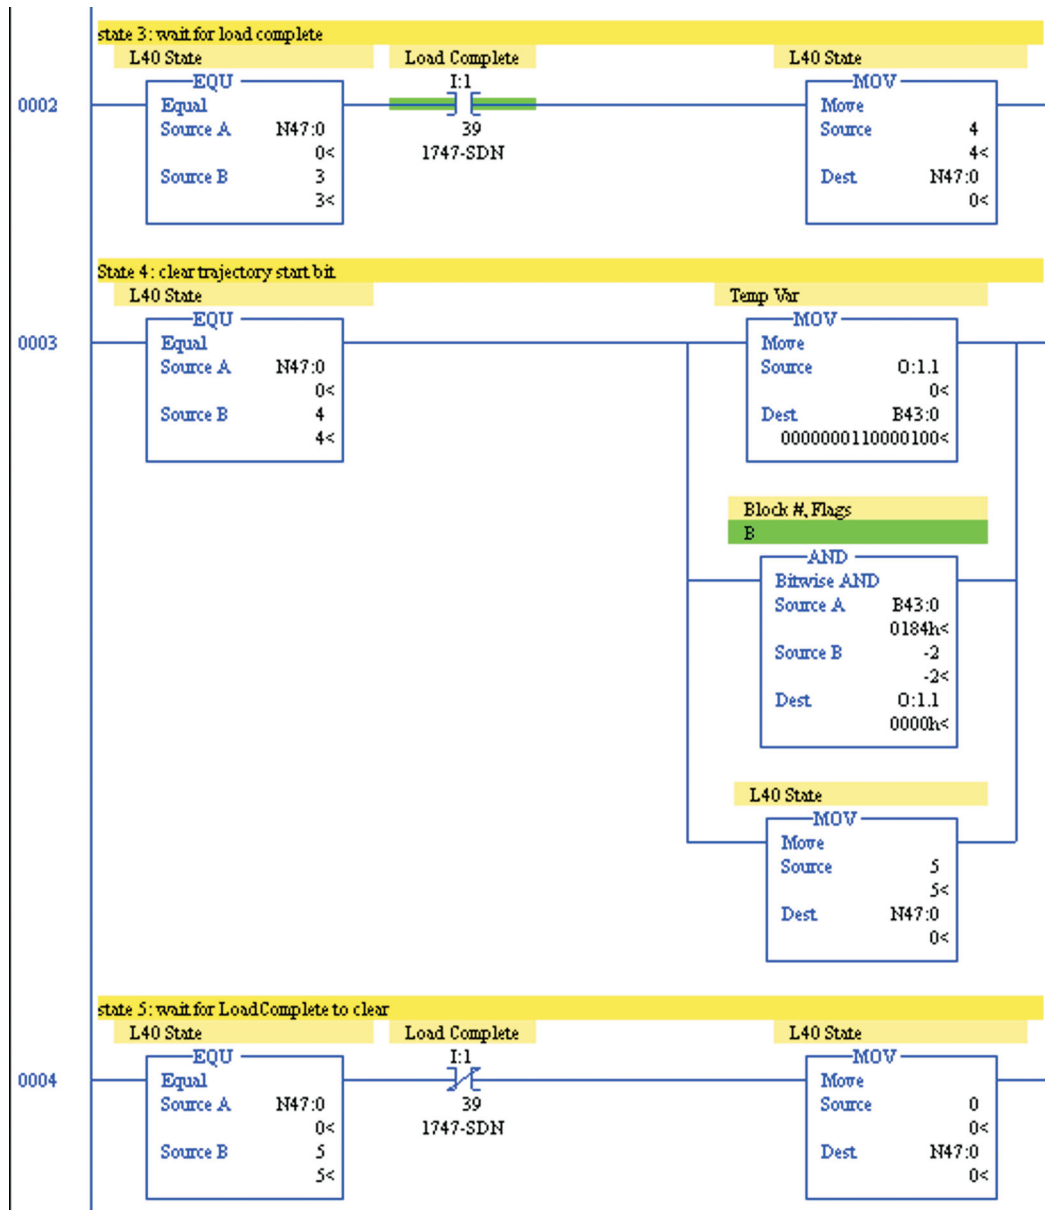 state 3: wait for load complete
L40 State Load Complete L40 State
EQU I:1 MOV
0002 Equal Move
Source A N47:0 39 Source 4
0< 1747-SDN 4<
Source B 3 Dest N47:0
3< 0<
State 4: clear trajectory start bit
L40 State Temp Var
EQU MOV
0003 Equal Move
Source A N47:0 Source O:1.1
0< 0<
Source B 4 Dest B43:0
4< 0000000110000100<
Block #, Flags
B
AND
Bitwise AND
Source A B43:0
0184h<
Source B -2
-2<
Dest O:1.1
0000h<
L40 State
MOV
Move
Source 5
5<
Dest N47:0
0<
state 5: wait for LoadComplete to clear
L40 State Load Complete L40 State
EQU I:1 MOV
0004 Equal Move
Source A N47:0 39 Source 0
0< 1747-SDN 0<
Source B 5 Dest N47:0
5< 0<